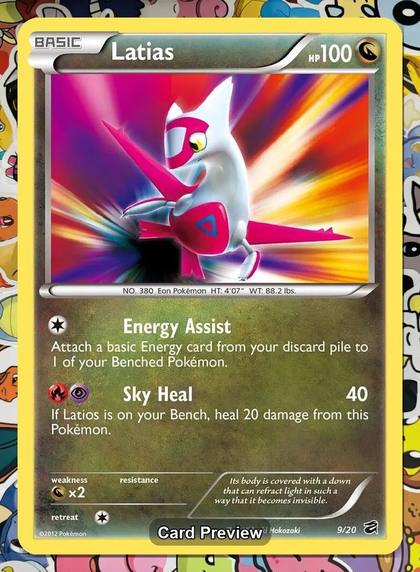 BASIC Latias HP100
NO. 380 Eon Pokémon HT: 4'07" WT: 88.2 lbs.
Energy Assist
Attach a basic Energy card from your discard pile to
1 of your Benched Pokémon.
Sky Heal 40
If Latios is on your Bench, heal 20 damage from this
Pokémon.
weakness resistance
×2
Its body is covered with a down
that can refract light in such a
way that it becomes invisible.
retreat
©2012 Pokémon Hokozaki 9/20
Card Preview